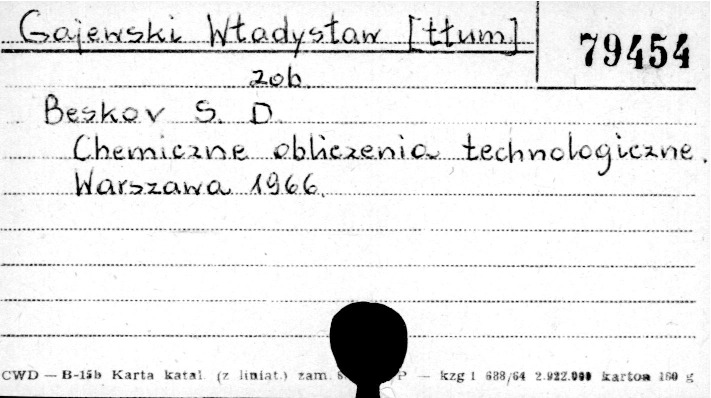 Gajewski Władysław [tłum] 79454
zob.
Beskov S. D.
Chemiczne obliczenia technologiczne.
Warszawa 1966.
CWD — B-15b Karta katal. (z liniat.) zam. — kzg 1 688/64 2.922.000 kartoa 160 g